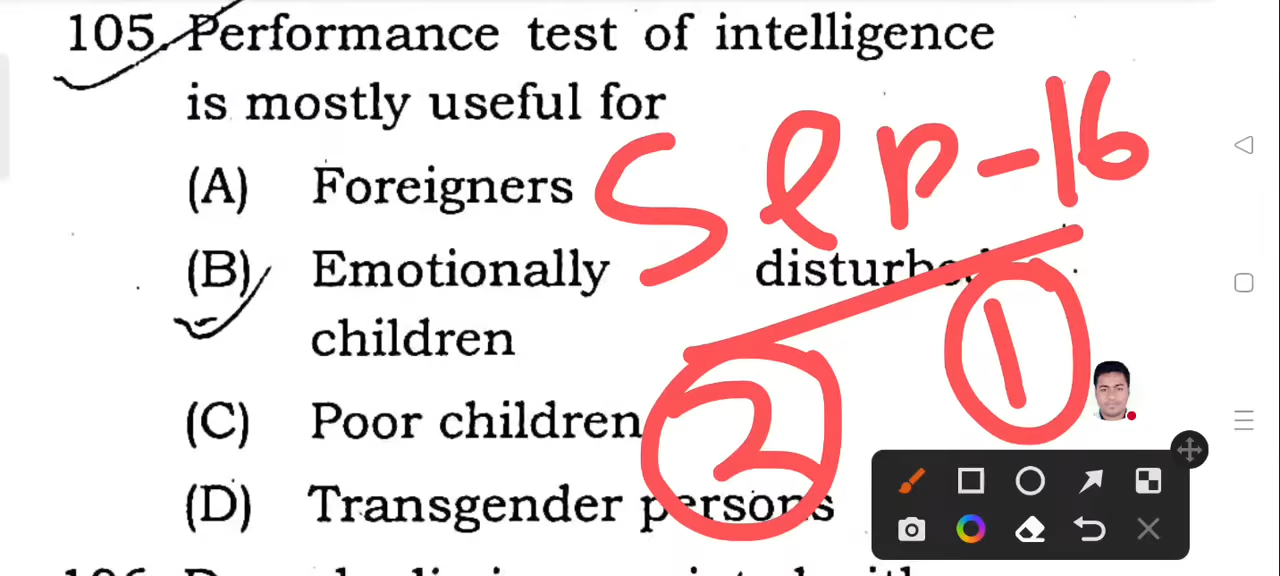 105. Performance test of intelligence
is mostly useful for
(A) Foreigners
Sep-16
(B) Emotionally disturbed
children
1
(C) Poor children
2
(D) Transgender persons